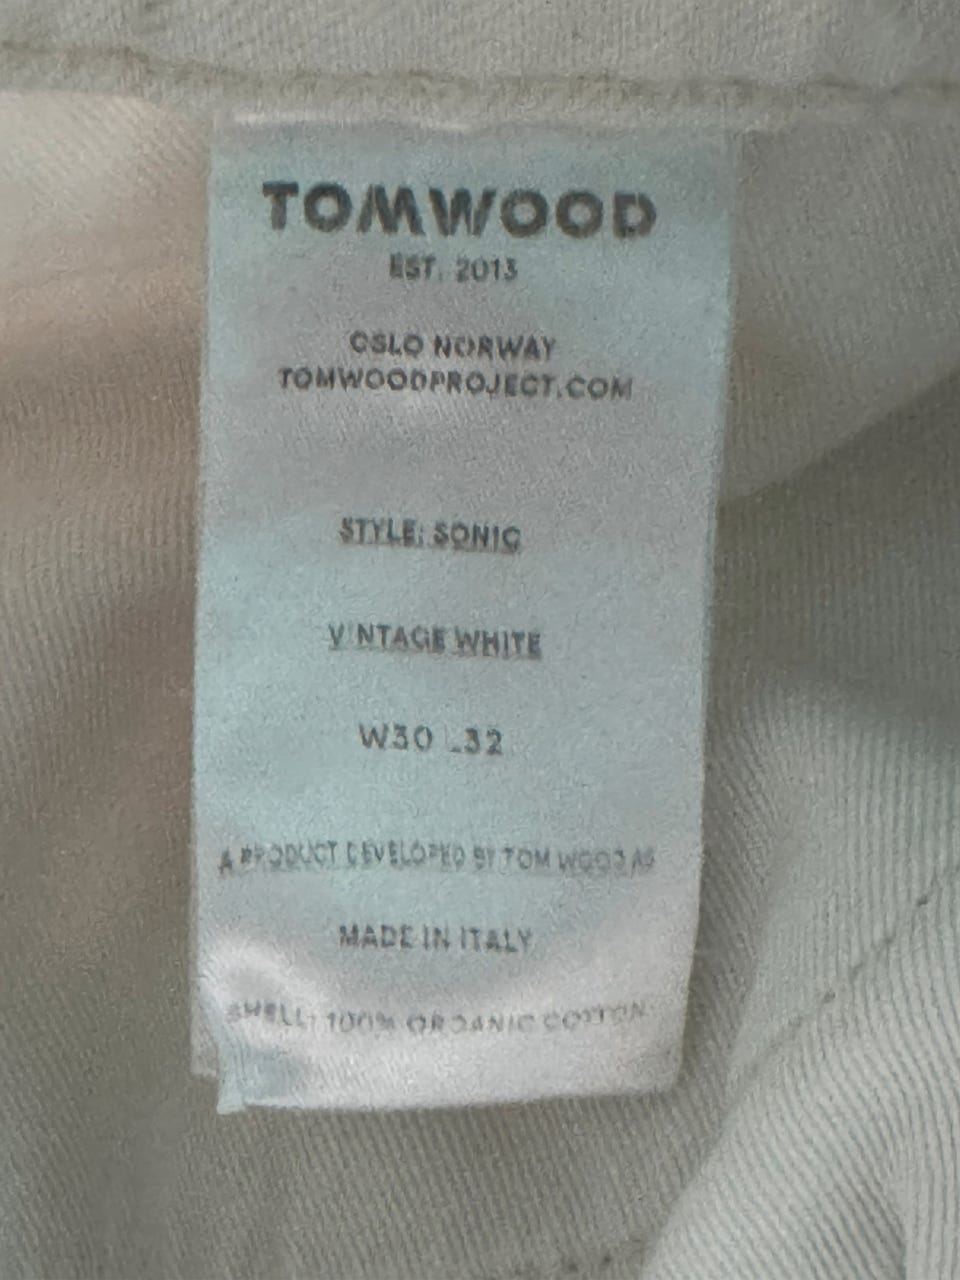 TOMWOOD
EST. 2013
OSLO NORWAY
TOMWOODPROJECT.COM
STYLE: SONIC
VINTAGE WHITE
W30 L32
A PRODUCT DEVELOPED BY TOM WOOD AS
MADE IN ITALY
SHELL: 100% ORGANIC COTTON